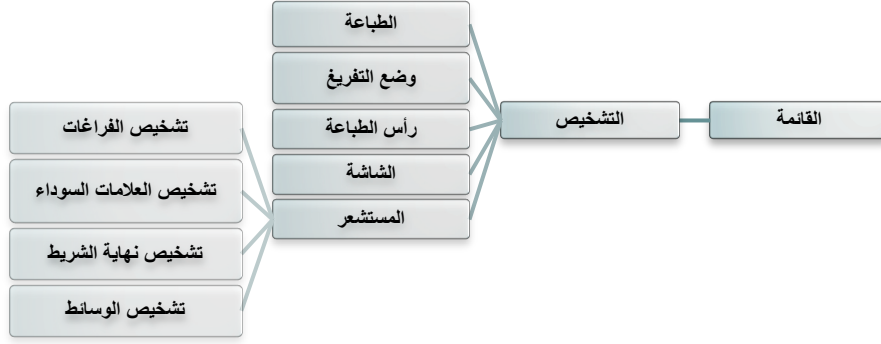 القائمة
التشخيص
الطباعة
وضع التفريغ
رأس الطباعة
الشاشة
المستشعر
تشخيص الفراغات
تشخيص العلامات السوداء
تشخيص نهاية الشريط
تشخيص الوسائط